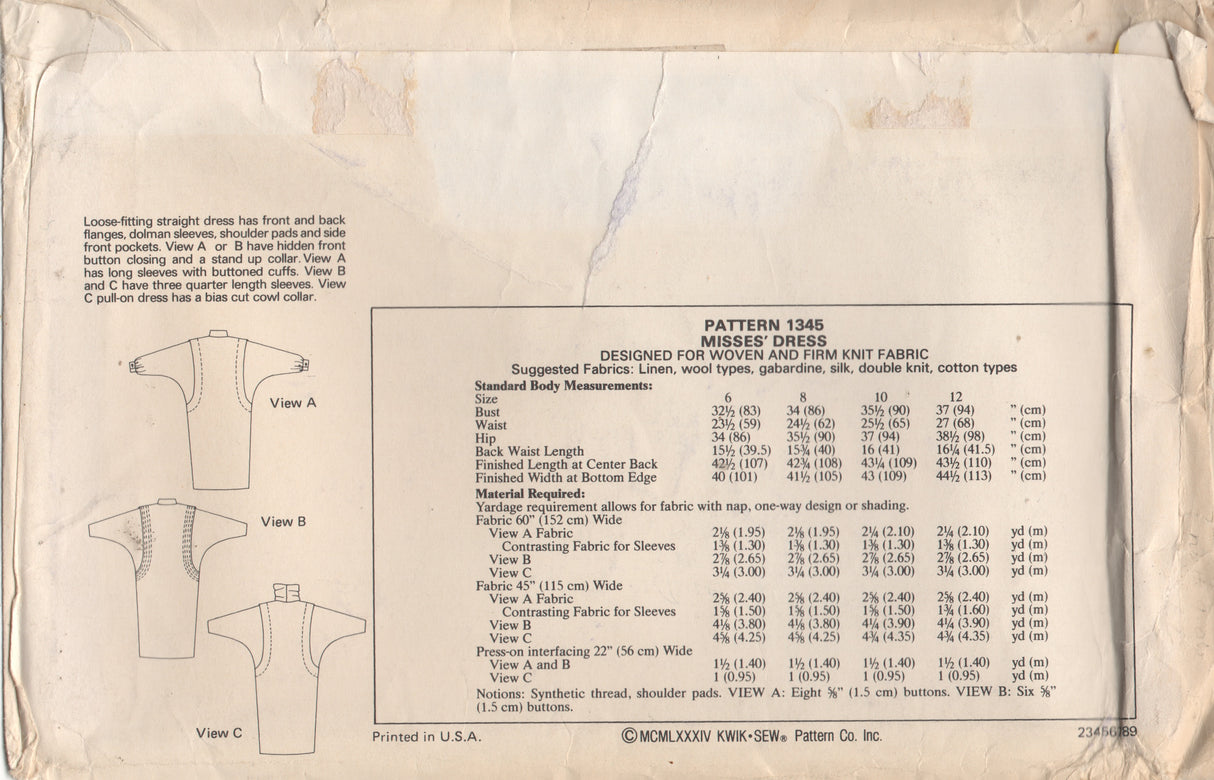 Loose-fitting straight dress has front and back
flanges, dolman sleeves, shoulder pads and side
front pockets. View A or B have hidden front
button closing and a stand up collar. View A
has long sleeves with buttoned cuffs. View B
and C have three quarter length sleeves. View
C pull-on dress has a bias cut cowl collar.
View A
View B
View C
PATTERN 1345
MISSES' DRESS
DESIGNED FOR WOVEN AND FIRM KNIT FABRIC
Suggested Fabrics: Linen, wool types, gabardine, silk, double knit, cotton types
Standard Body Measurements:
Size 6 8 10 12
Bust 32½ (83) 34 (86) 35½ (90) 37 (94) " (cm)
Waist 23½ (59) 24½ (62) 25½ (65) 27 (68) " (cm)
Hip 34 (86) 35½ (90) 37 (94) 38½ (98) " (cm)
Back Waist Length 15½ (39.5) 15¾ (40) 16 (41) 16¼ (41.5) " (cm)
Finished Length at Center Back 42½ (107) 42¾ (108) 43¼ (109) 43½ (110) " (cm)
Finished Width at Bottom Edge 40 (101) 41½ (105) 43 (109) 44½ (113) " (cm)
Material Required:
Yardage requirement allows for fabric with nap, one-way design or shading.
Fabric 60" (152 cm) Wide
View A Fabric 2⅛ (1.95) 2⅛ (1.95) 2¼ (2.10) 2¼ (2.10) yd (m)
Contrasting Fabric for Sleeves 1⅜ (1.30) 1⅜ (1.30) 1⅜ (1.30) 1⅜ (1.30) yd (m)
View B 2⅞ (2.65) 2⅞ (2.65) 2⅞ (2.65) 2⅞ (2.65) yd (m)
View C 3¼ (3.00) 3¼ (3.00) 3¼ (3.00) 3¼ (3.00) yd (m)
Fabric 45" (115 cm) Wide
View A Fabric 2⅝ (2.40) 2⅝ (2.40) 2⅝ (2.40) 2⅝ (2.40) yd (m)
Contrasting Fabric for Sleeves 1⅝ (1.50) 1⅝ (1.50) 1⅝ (1.50) 1¾ (1.60) yd (m)
View B 4⅛ (3.80) 4⅛ (3.80) 4¼ (3.90) 4¼ (3.90) yd (m)
View C 4⅝ (4.25) 4⅝ (4.25) 4¾ (4.35) 4¾ (4.35) yd (m)
Press-on interfacing 22" (56 cm) Wide
View A and B 1½ (1.40) 1½ (1.40) 1½ (1.40) 1½ (1.40) yd (m)
View C 1 (0.95) 1 (0.95) 1 (0.95) 1 (0.95) yd (m)
Notions: Synthetic thread, shoulder pads. VIEW A: Eight ⅝" (1.5 cm) buttons. VIEW B: Six ⅝"
(1.5 cm) buttons.
Printed in U.S.A.
©MCMLXXXIV KWIK•SEW® Pattern Co. Inc.
23456789